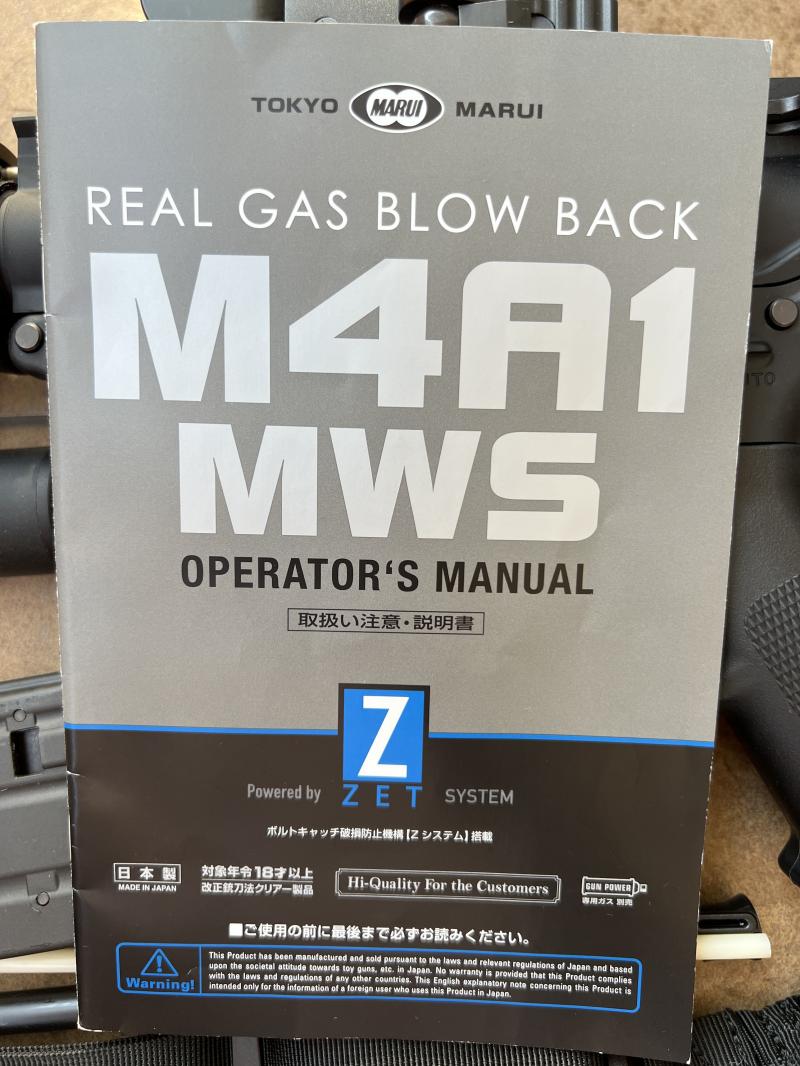 TOKYO MARUI MARUI
REAL GAS BLOW BACK
M4A1
MWS
OPERATOR‘S MANUAL
取扱い注意・説明書
Z
Powered by ZET SYSTEM
ボルトキャッチ破損防止機構【Z システム】搭載
日本製
MADE IN JAPAN
対象年令18才以上
改正銃刀法クリアー製品
Hi-Quality For the Customers
GUN POWER
専用ガス 別売
■ご使用の前に最後まで必ずお読みください。
Warning!
This Product has been manufactured and sold pursuant to the laws and relevant regulations of Japan and based
upon the societal attitude towards toy guns, etc. in Japan. No warranty is provided that this Product complies
with the laws and regulations of any other countries. This English explanatory note concerning this Product is
intended only for the information of a foreign user who uses this Product in Japan.